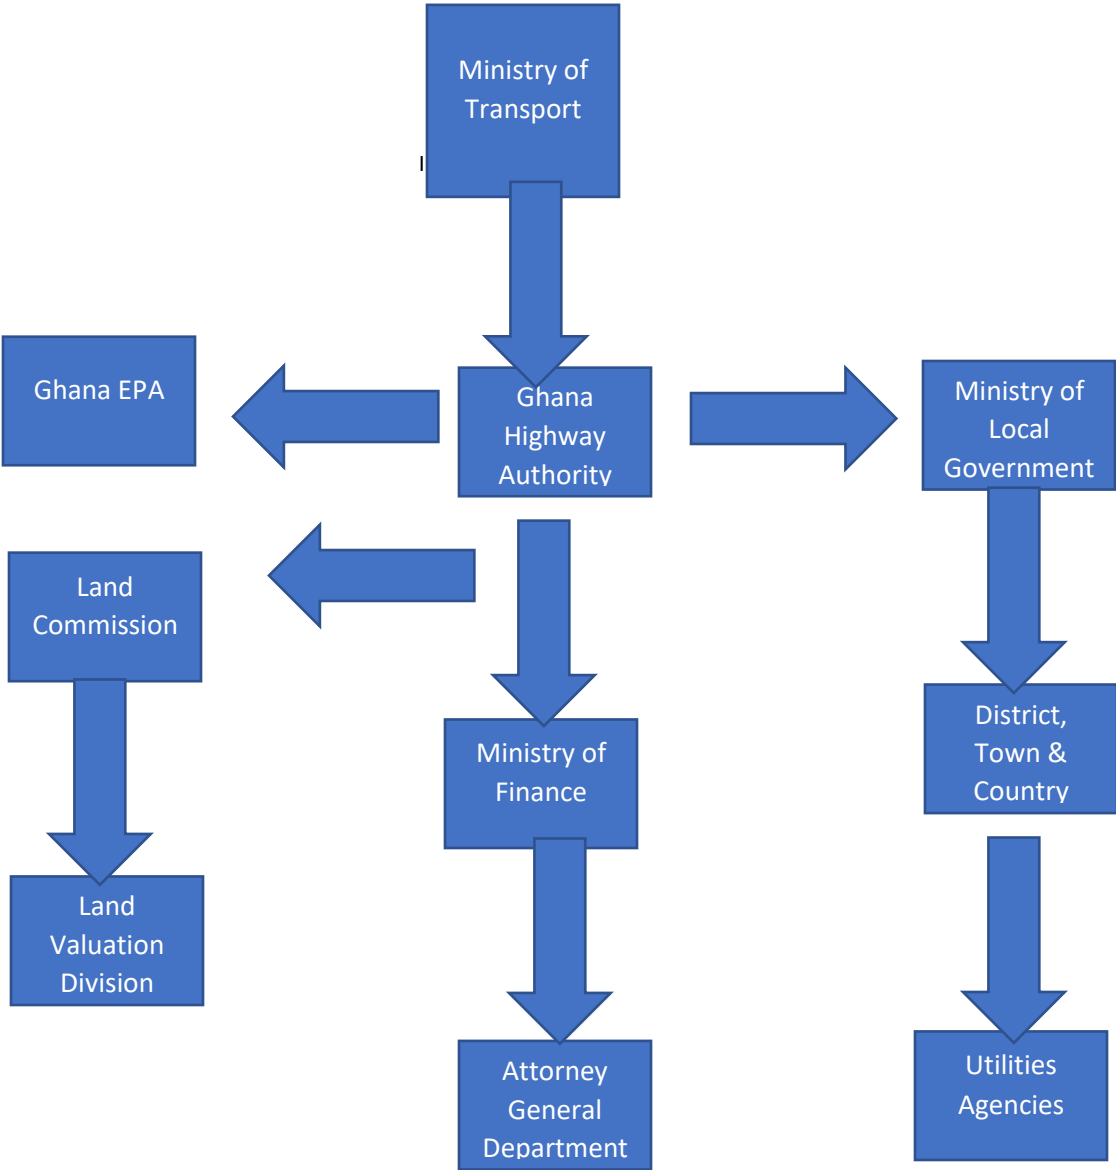 Ministry of
Transport
l
Ghana EPA
Ghana
Highway
Authority
Ministry of
Local
Government
Land
Commission
Ministry of
Finance
District,
Town &
Country
Land
Valuation
Division
Attorney
General
Department
Utilities
Agencies